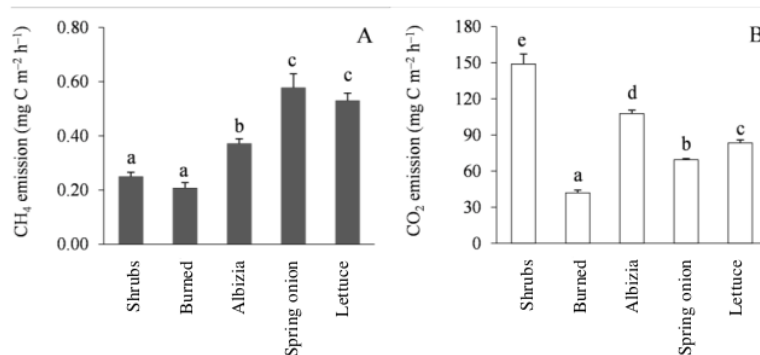 A
CH₄ emission (mg C m⁻² h⁻¹)
0.80
0.60
0.40
0.20
0.00
a
a
b
c
c
Shrubs
Burned
Albizia
Spring onion
Lettuce
B
CO₂ emission (mg C m⁻² h⁻¹)
180
150
120
90
60
30
0
e
a
d
b
c
Shrubs
Burned
Albizia
Spring onion
Lettuce